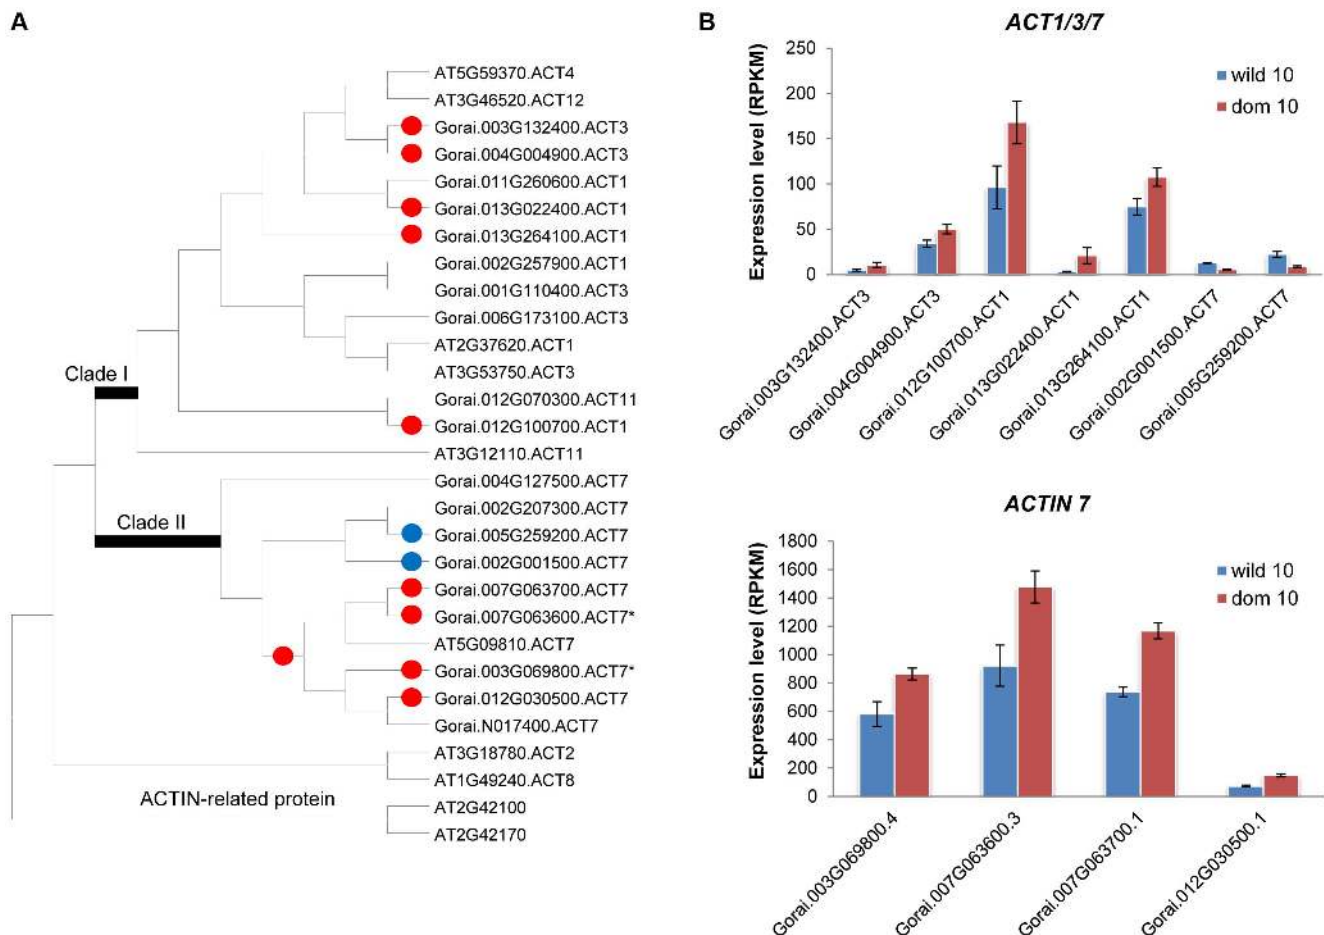 A
AT5G59370.ACT4
AT3G46520.ACT12
Gorai.003G132400.ACT3
Gorai.004G004900.ACT3
Gorai.011G260600.ACT1
Gorai.013G022400.ACT1
Gorai.013G264100.ACT1
Gorai.002G257900.ACT1
Gorai.001G110400.ACT3
Gorai.006G173100.ACT3
AT2G37620.ACT1
AT3G53750.ACT3
Clade I
Gorai.012G070300.ACT11
Gorai.012G100700.ACT1
AT3G12110.ACT11
Gorai.004G127500.ACT7
Gorai.002G207300.ACT7
Clade II
Gorai.005G259200.ACT7
Gorai.002G001500.ACT7
Gorai.007G063700.ACT7
Gorai.007G063600.ACT7*
AT5G09810.ACT7
Gorai.003G069800.ACT7*
Gorai.012G030500.ACT7
Gorai.N017400.ACT7
AT3G18780.ACT2
AT1G49240.ACT8
ACTIN-related protein
AT2G42100
AT2G42170
B
ACT1/3/7
Expression level (RPKM)
250
200
150
100
50
0
wild 10
dom 10
Gorai.003G132400.ACT3
Gorai.004G004900.ACT3
Gorai.012G100700.ACT1
Gorai.013G022400.ACT1
Gorai.013G264100.ACT1
Gorai.002G001500.ACT7
Gorai.005G259200.ACT7
ACTIN 7
Expression level (RPKM)
1800
1600
1400
1200
1000
800
600
400
200
0
wild 10
dom 10
Gorai.003G069800.4
Gorai.007G063600.3
Gorai.007G063700.1
Gorai.012G030500.1